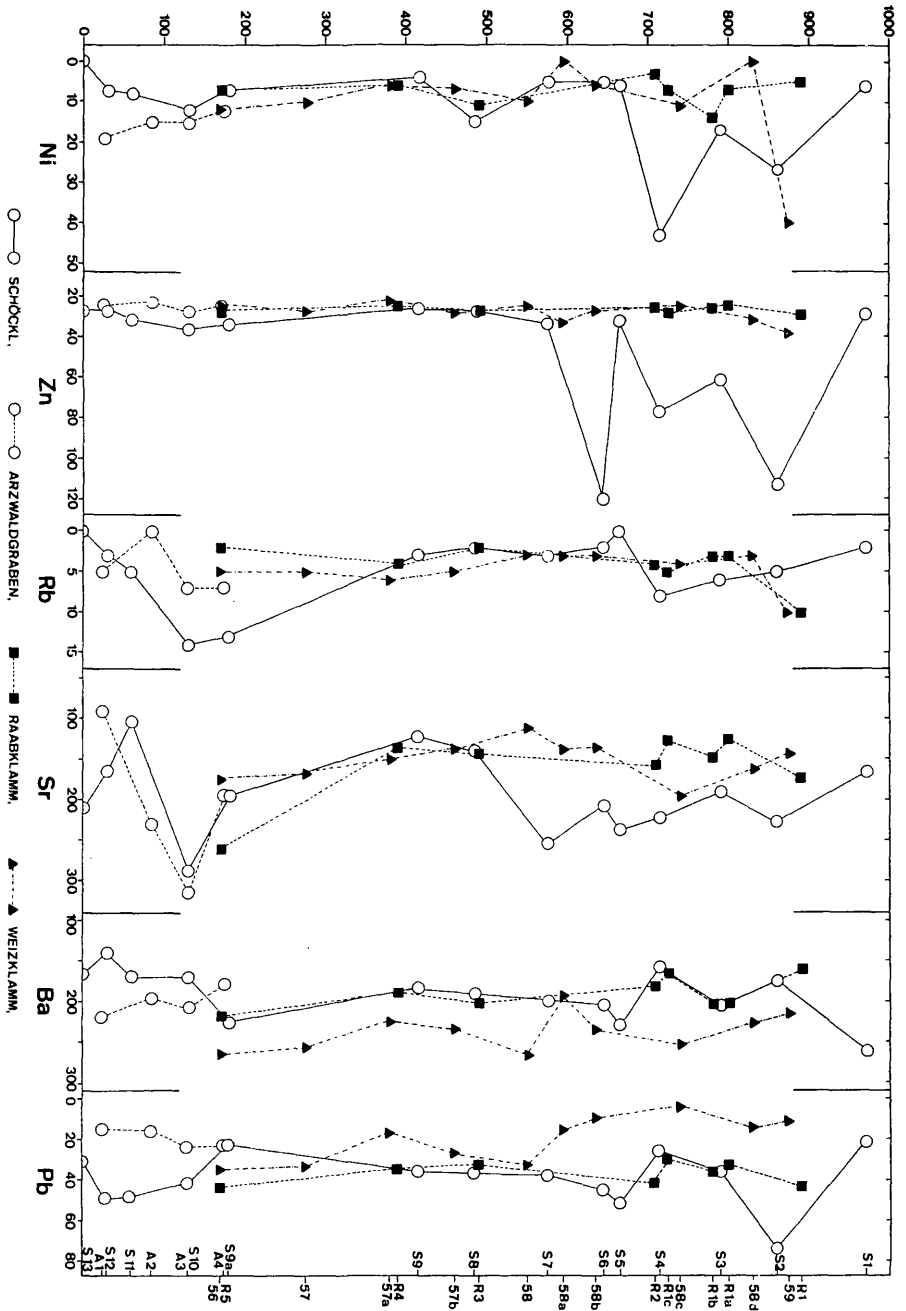 0 100 200 300 400 500 600 700 800 900 1000
0 10 20 30 40 50
Ni
20 40 60 80 100 120
Zn
0 5 10 15
Rb
100 200 300
Sr
100 200 300
Ba
0 20 40 60 80
Pb
SCHÖCKL, ARZWALDGRABEN, RAABKLAMM, WEIZKLAMM,
S13 S12 S11 S10 S9a S9 S8 S7 S6 S5 S4 S3 S2 S1
A1 A2 A3 A4 R5 R4 R3 R2 R1c R1b R1a R1
56 57 57a 57b 58 58a 58b 58c 58d 59